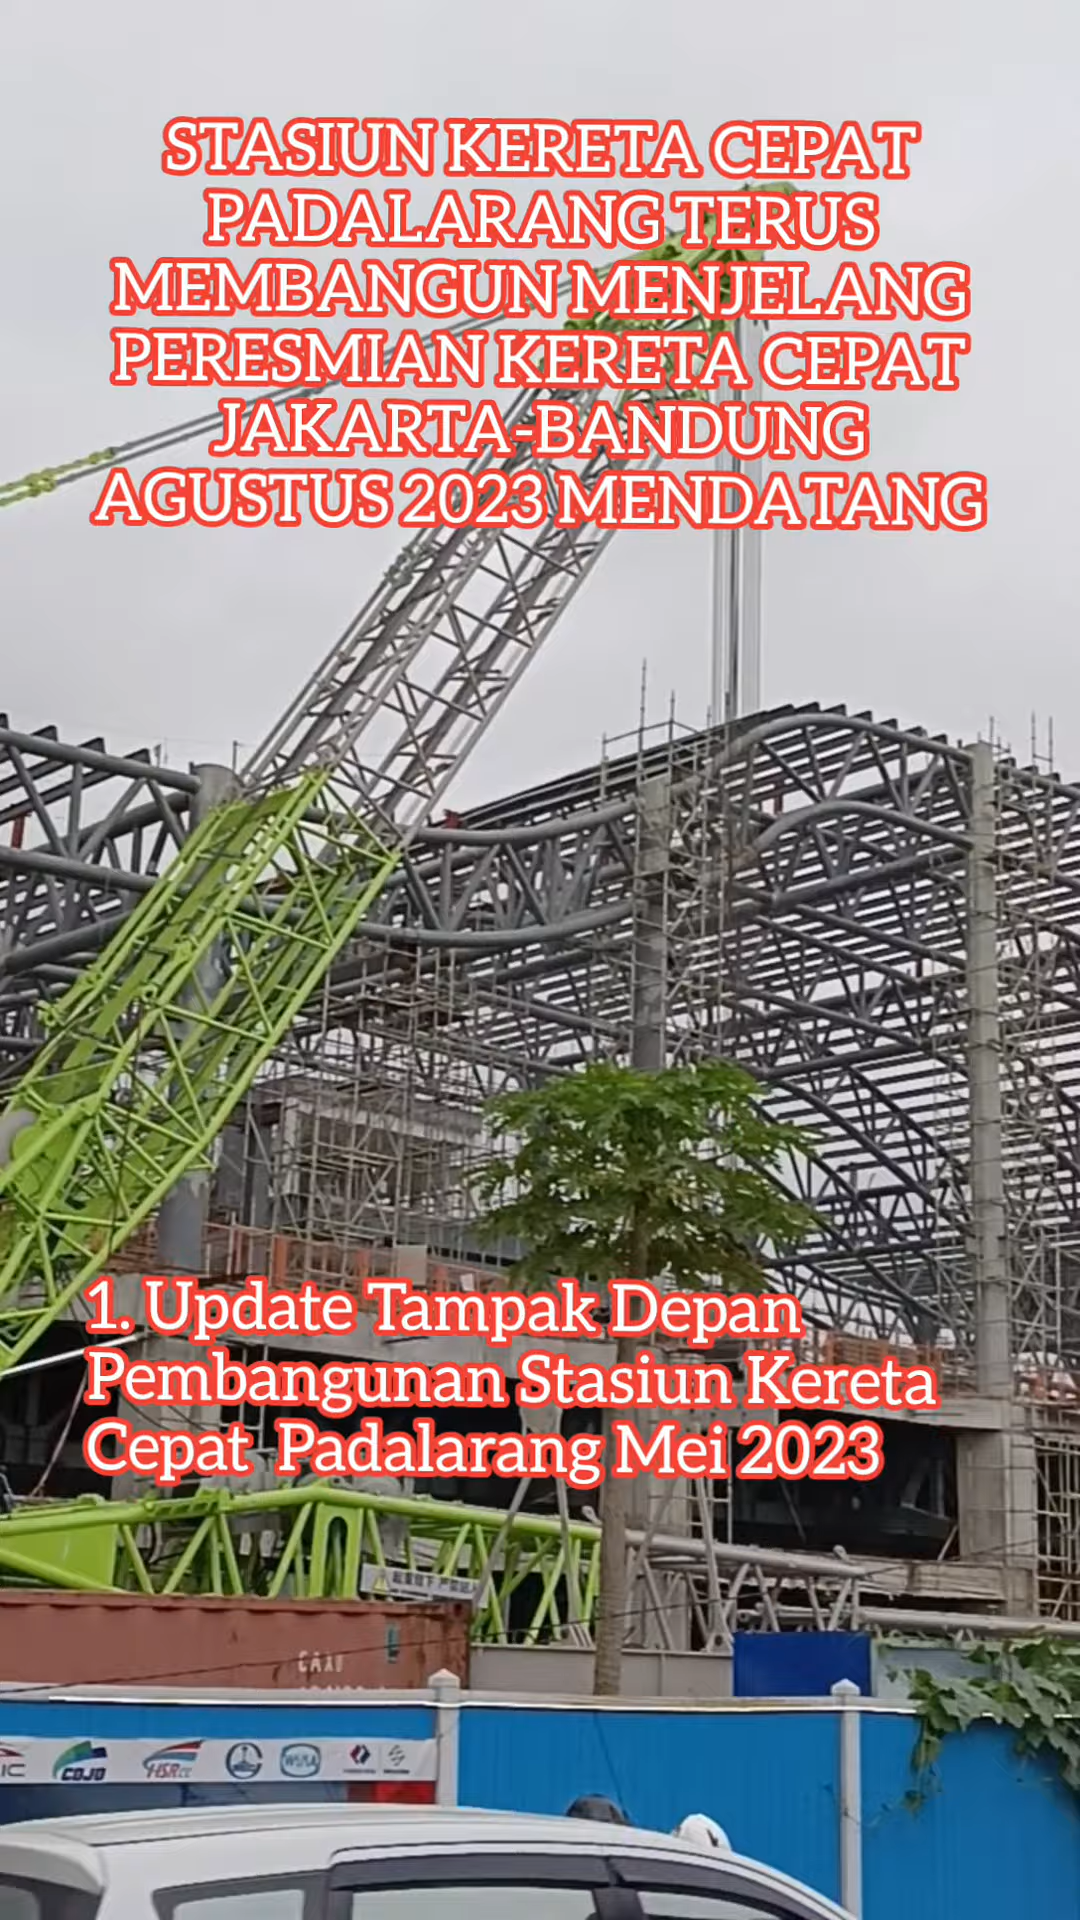 STASIUN KERETA CEPAT
PADALARANG TERUS
MEMBANGUN MENJELANG
PERESMIAN KERETA CEPAT
JAKARTA-BANDUNG
AGUSTUS 2023 MENDATANG
1. Update Tampak Depan
Pembangunan Stasiun Kereta
Cepat Padalarang Mei 2023
CAXU
HSRcc
WIKA